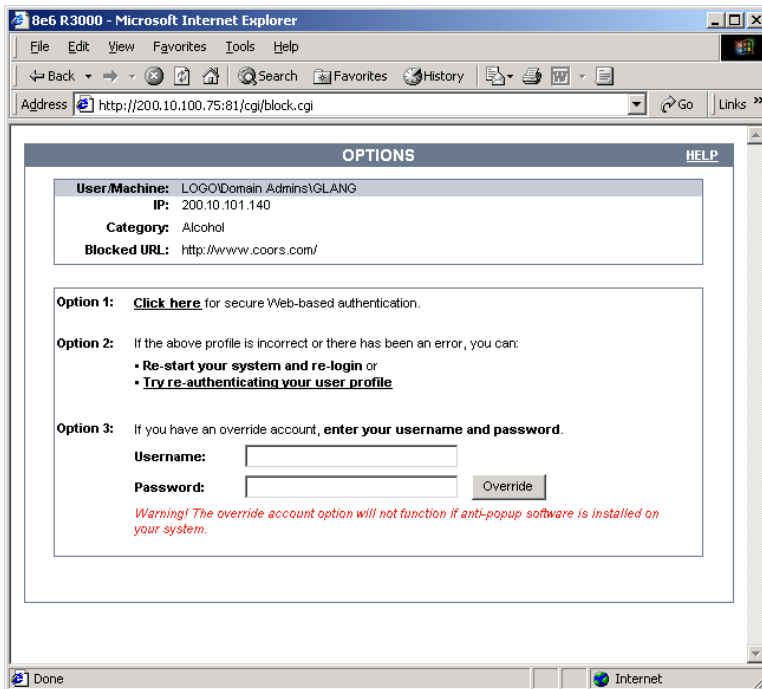 8e6 R3000 - Microsoft Internet Explorer
File Edit View Favorites Tools Help
Back Search Favorites History
Address http://200.10.100.75:81/cgi/block.cgi Go Links »
OPTIONS HELP
User/Machine: LOGO\Domain Admins\GLANG
IP: 200.10.101.140
Category: Alcohol
Blocked URL: http://www.coors.com/
Option 1: Click here for secure Web-based authentication.
Option 2: If the above profile is incorrect or there has been an error, you can:
▪ Re-start your system and re-login or
▪ Try re-authenticating your user profile
Option 3: If you have an override account, enter your username and password.
Username:
Password: Override
Warning! The override account option will not function if anti-popup software is installed on
your system.
Done Internet